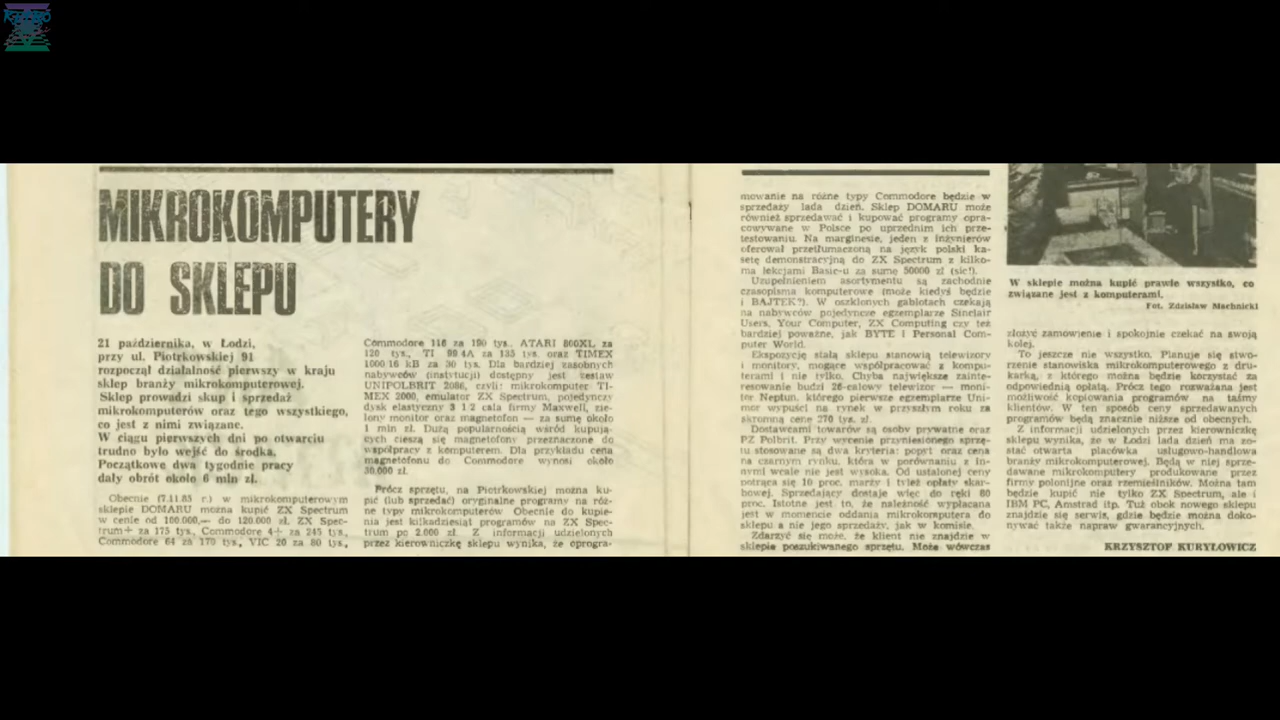 MIKROKOMPUTERY
DO SKLEPU
21 października, w Łodzi,
przy ul. Piotrkowskiej 91
rozpoczął działalność pierwszy w kraju
sklep branży mikrokomputerowej.
Sklep prowadzi skup i sprzedaż
mikrokomputerów oraz tego wszystkiego,
co jest z nimi związane.
W ciągu pierwszych dni po otwarciu
trudno było wejść do środka.
Początkowe dwa tygodnie pracy
dały obrót około 6 mln zł.
Obecnie (7.11.85 r.) w mikrokomputerowym
sklepie DOMARU można kupić ZX Spectrum
w cenie od 100.000,— do 120.000 zł. ZX Spec-
trum+ za 175 tys., Commodore 4+ za 245 tys.
Commodore 64 za 170 tys., VIC 20 za 80 tys.,
Commodore 116 za 190 tys. ATARI 800XL za
120 tys., TI 99 4A za 135 tys. oraz TIMEX
1000 16 kB za 30 tys. Dla bardziej zasobnych
nabywców (instytucji) dostępny jest zestaw
UNIPOLBRIT 2086, czyli: mikrokomputer TI-
MEX 2000, emulator ZX Spectrum, pojedynczy
dysk elastyczny 3 1/2 cala firmy Maxwell, zie-
lony monitor oraz magnetofon — za sumę około
1 mln zł. Dużą popularnością wśród kupują-
cych cieszą się magnetofony przeznaczone do
współpracy z komputerem. Dla przykładu cena
magnetofonu do Commodore wynosi około
30.000 zł.
Prócz sprzętu, na Piotrkowskiej można ku-
pić (lub sprzedać) oryginalne programy na róż-
ne typy mikrokomputerów Obecnie do kupie-
nia jest kilkadziesiąt programów na ZX Spec-
trum po 2.000 zł. Z informacji udzielonych
przez kierowniczkę sklepu wynika, że oprogra-
mowanie na różne typy Commodore będzie w
sprzedaży lada dzień. Sklep DOMARU może
również sprzedawać i kupować programy opra-
cowywane w Polsce po uprzednim ich prze-
testowaniu. Na marginesie, jeden z inżynierów
oferował przetłumaczoną na język polski ka-
setę demonstracyjną do ZX Spectrum z kilko-
ma lekcjami Basic-u za sumę 50000 zł (sic!).
Uzupełnieniem asortymentu są zachodnie
czasopisma komputerowe (może kiedyś będzie
i BAJTEK?). W oszklonych gablotach czekają
na nabywców pojedyncze egzemplarze Sinclair
Users, Your Computer, ZX Computing czy też
bardziej poważne, jak BYTE i Personal Com-
puter World.
Ekspozycję stałą sklepu stanowią telewizory
i monitory, mogące współpracować z kompu-
terami i nie tylko. Chyba największe zainte-
resowanie budzi 26-calowy telewizor — moni-
tor Neptun, którego pierwsze egzemplarze Uni-
mor wypuści na rynek w przyszłym roku za
skromną cenę 270 tys. zł.
Dostawcami towarów są osoby prywatne oraz
PZ Polbrit. Przy wycenie przyniesionego sprzę-
tu stosowane są dwa kryteria: popyt oraz cena
na czarnym rynku, która w porównaniu z in-
nymi wcale nie jest wysoka. Od ustalonej ceny
potrąca się 10 proc. marży i tyleż opłaty skar-
bowej. Sprzedający dostaje więc do ręki 80
proc. Istotne jest to, że należność wypłacana
jest w momencie oddania mikrokomputera do
sklepu a nie jego sprzedaży, jak w komisie.
Zdarzyć się może, że klient nie znajdzie w
sklepie poszukiwanego sprzętu. Może wówczas
W sklepie można kupić prawie wszystko, co
związane jest z komputerami.
Fot. Zdzisław Machnicki
złożyć zamówienie i spokojnie czekać na swoją
kolej.
To jeszcze nie wszystko. Planuje się stwo-
rzenie stanowiska mikrokomputerowego z dru-
karką, z którego można będzie korzystać za
odpowiednią opłatą. Prócz tego rozważana jest
możliwość kopiowania programów na taśmy
klientów. W ten sposób ceny sprzedawanych
programów będą znacznie niższe od obecnych.
Z informacji udzielonych przez kierowniczkę
sklepu wynika, że w Łodzi lada dzień ma zo-
stać otwarta placówka usługowo-handlowa
branży mikrokomputerowej. Będą w niej sprze-
dawane mikrokomputery produkowane przez
firmy polonijne oraz rzemieślników. Można tam
będzie kupić nie tylko ZX Spectrum, ale i
IBM PC, Amstrad itp. Tuż obok nowego sklepu
znajdzie się serwis, gdzie będzie można doko-
nywać także napraw gwarancyjnych.
KRZYSZTOF KURYŁOWICZ